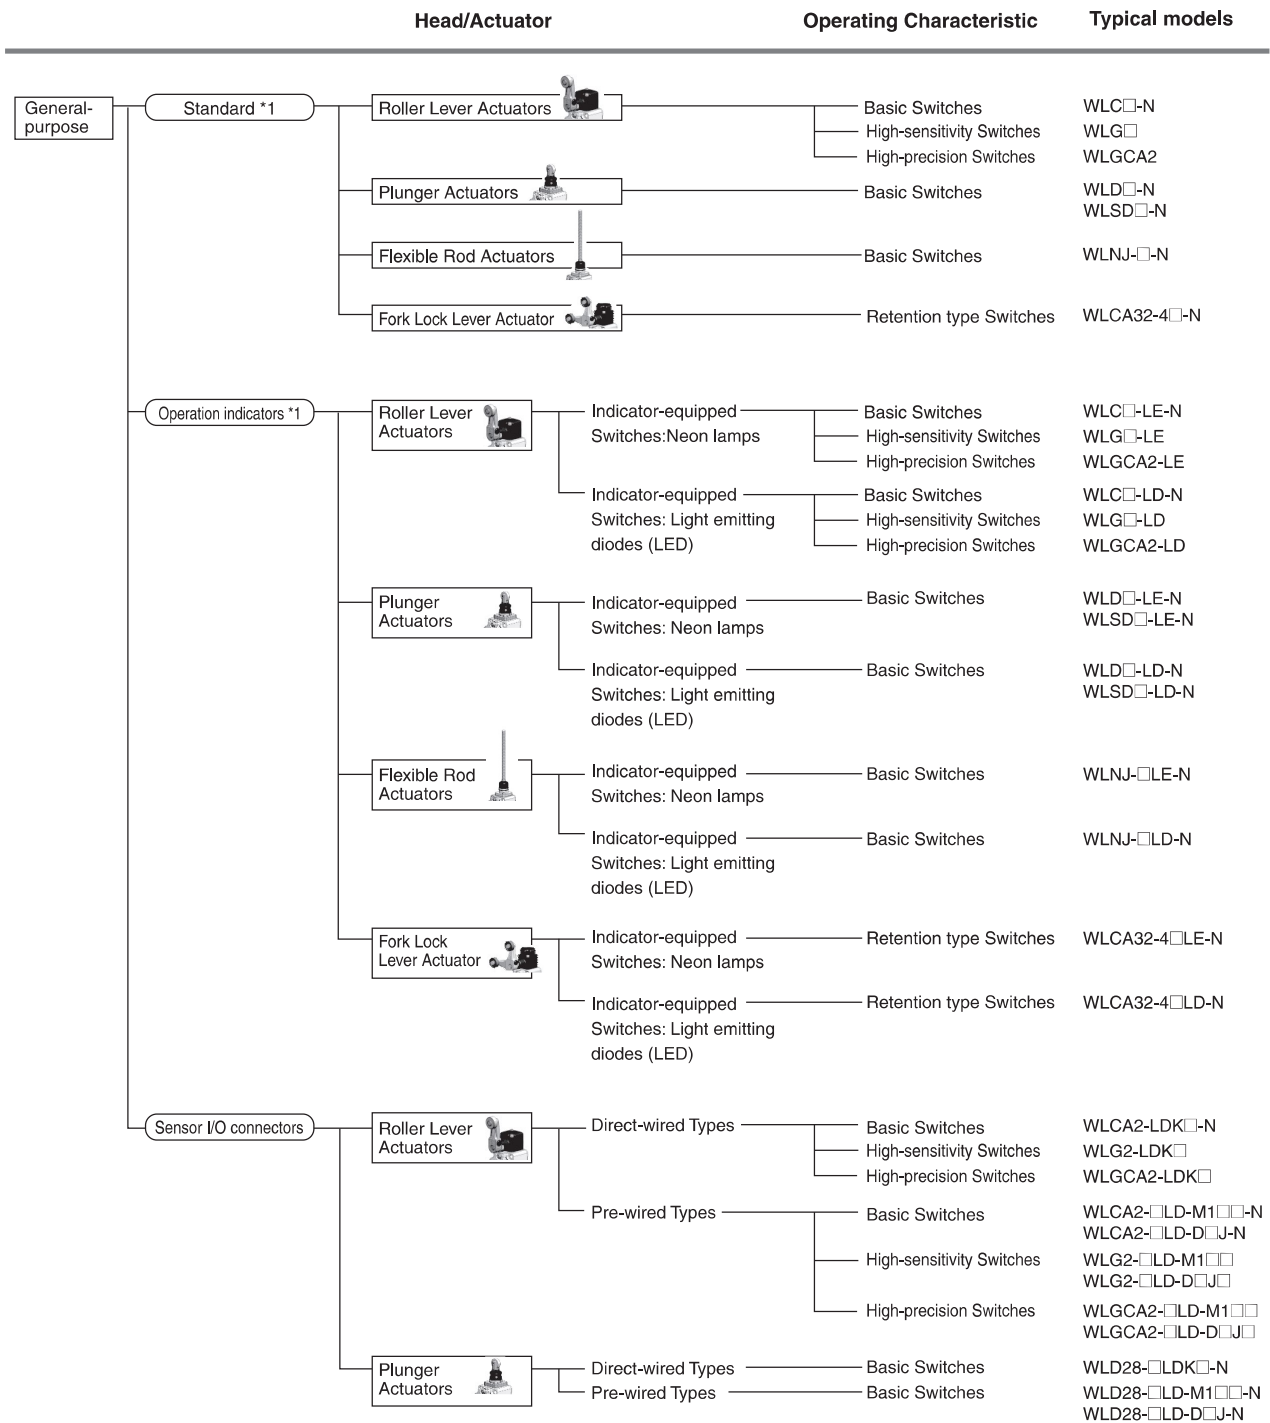 Head/Actuator Operating Characteristic Typical models
General-purpose
Standard *1
Roller Lever Actuators
Basic Switches WLC□-N
High-sensitivity Switches WLG□
High-precision Switches WLGCA2
Plunger Actuators
Basic Switches WLD□-N
WLSD□-N
Flexible Rod Actuators
Basic Switches WLNJ-□-N
Fork Lock Lever Actuator
Retention type Switches WLCA32-4□-N
Operation indicators *1
Roller Lever
Actuators
Indicator-equipped
Switches:Neon lamps
Basic Switches WLC□-LE-N
High-sensitivity Switches WLG□-LE
High-precision Switches WLGCA2-LE
Indicator-equipped
Switches: Light emitting
diodes (LED)
Basic Switches WLC□-LD-N
High-sensitivity Switches WLG□-LD
High-precision Switches WLGCA2-LD
Plunger
Actuators
Indicator-equipped
Switches: Neon lamps
Basic Switches WLD□-LE-N
WLSD□-LE-N
Indicator-equipped
Switches: Light emitting
diodes (LED)
Basic Switches WLD□-LD-N
WLSD□-LD-N
Flexible Rod
Actuators
Indicator-equipped
Switches: Neon lamps
Basic Switches WLNJ-□LE-N
Indicator-equipped
Switches: Light emitting
diodes (LED)
Basic Switches WLNJ-□LD-N
Fork Lock
Lever Actuator
Indicator-equipped
Switches: Neon lamps
Retention type Switches WLCA32-4□LE-N
Indicator-equipped
Switches: Light emitting
diodes (LED)
Retention type Switches WLCA32-4□LD-N
Sensor I/O connectors
Roller Lever
Actuators
Direct-wired Types
Basic Switches WLCA2-LDK□-N
High-sensitivity Switches WLG2-LDK□
High-precision Switches WLGCA2-LDK□
Pre-wired Types
Basic Switches WLCA2-□LD-M1□□-N
WLCA2-□LD-D□J-N
High-sensitivity Switches WLG2-□LD-M1□□
WLG2-□LD-D□J□
High-precision Switches WLGCA2-□LD-M1□□
WLGCA2-□LD-D□J□
Plunger
Actuators
Direct-wired Types Basic Switches WLD28-□LDK□-N
Pre-wired Types Basic Switches WLD28-□LD-M1□□-N
WLD28-□LD-D□J-N